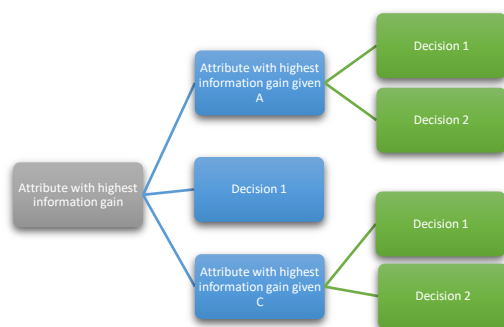 Attribute with highest
information gain
Attribute with highest
information gain given
A
Decision 1
Attribute with highest
information gain given
C
Decision 1
Decision 2
Decision 1
Decision 2